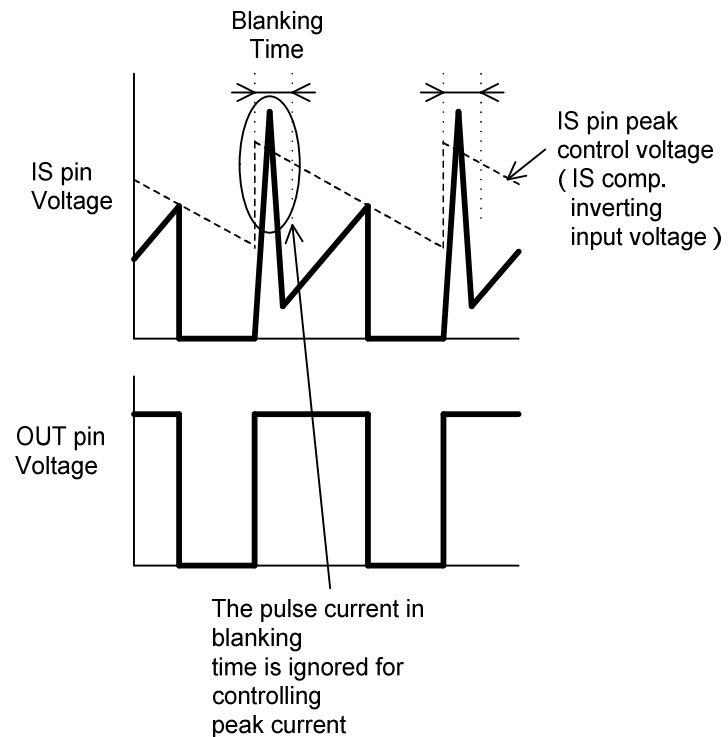 Blanking
Time
IS pin
Voltage
IS pin peak
control voltage
( IS comp.
inverting
input voltage )
OUT pin
Voltage
The pulse current in
blanking
time is ignored for
controlling
peak current